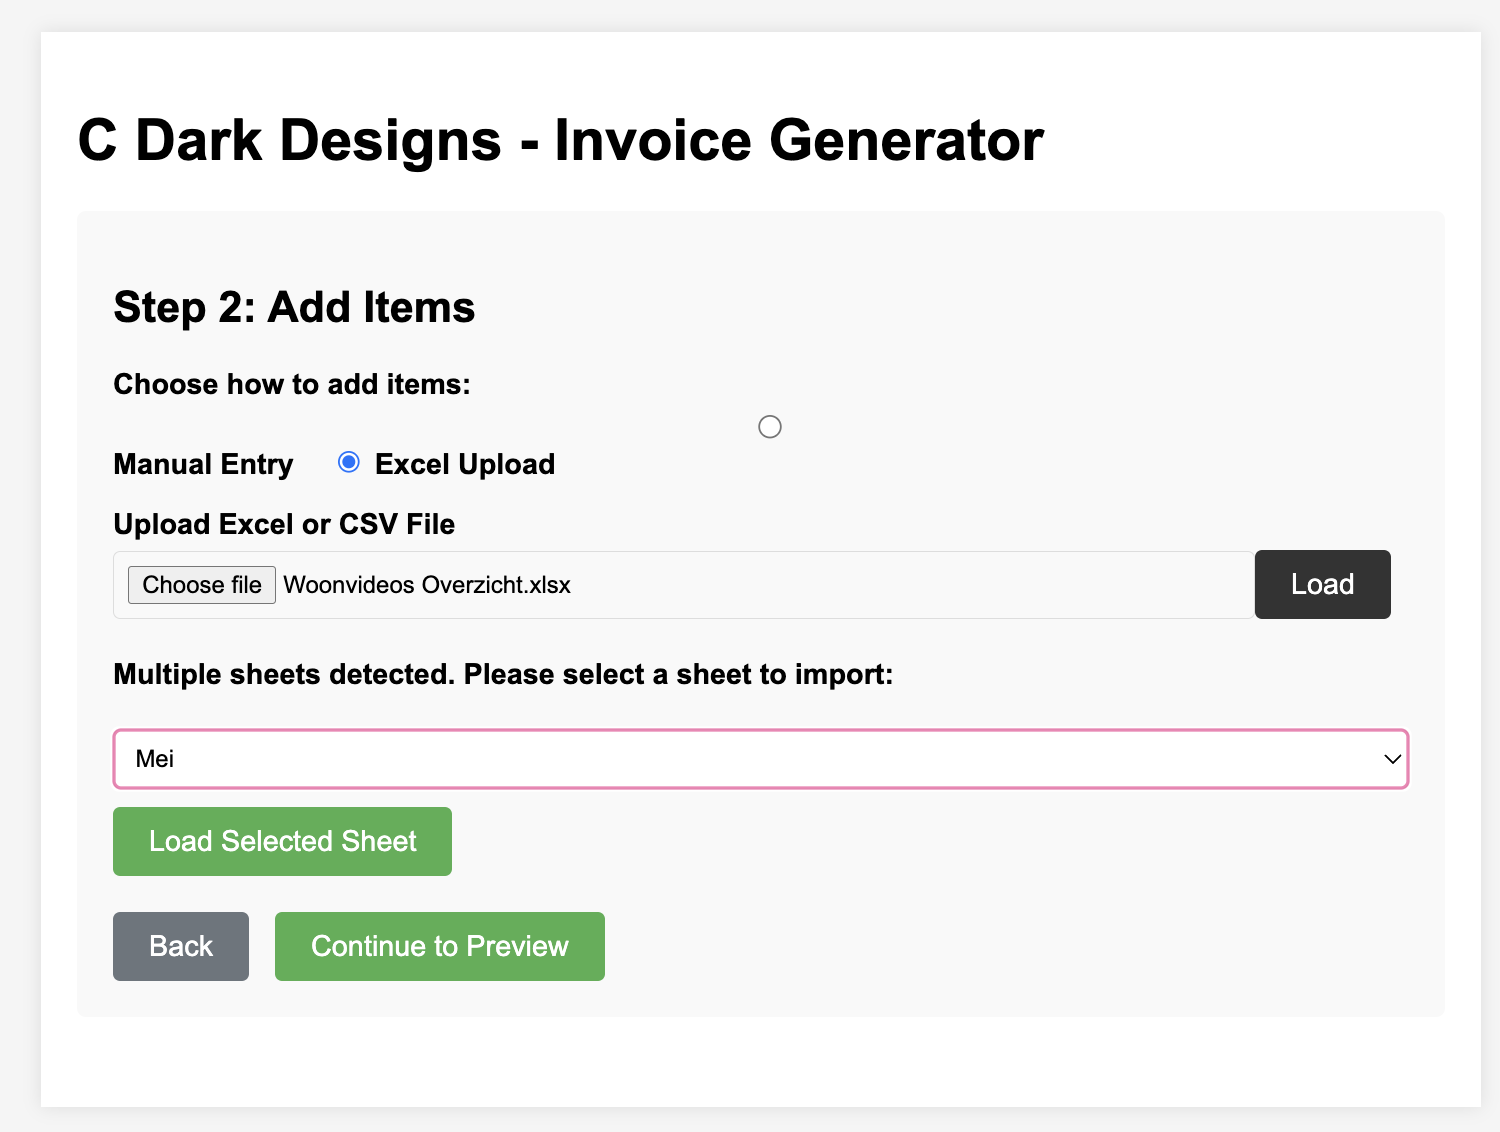 C Dark Designs - Invoice Generator
Step 2: Add Items
Choose how to add items:
Manual Entry Excel Upload
Upload Excel or CSV File
Choose file Woonvideos Overzicht.xlsx Load
Multiple sheets detected. Please select a sheet to import:
Mei
Load Selected Sheet
Back Continue to Preview